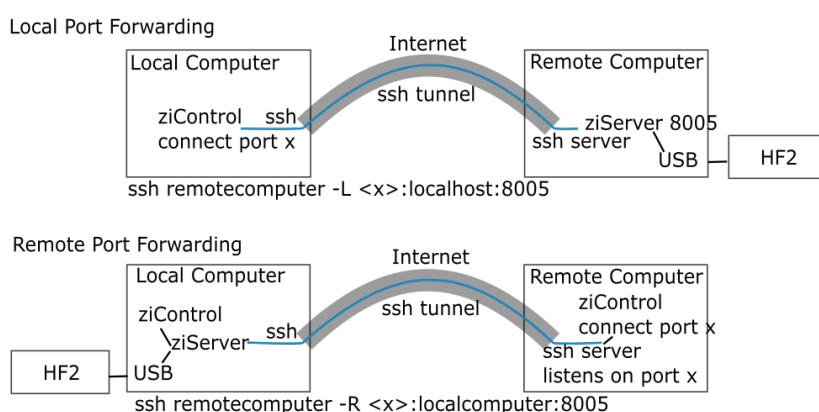 Local Port Forwarding
Internet
Local Computer
Remote Computer
ssh tunnel
ziControl
ssh
connect port x
ziServer 8005
ssh server
USB
HF2
ssh remotecomputer -L <x>:localhost:8005
Remote Port Forwarding
Internet
Local Computer
Remote Computer
ssh tunnel
ziControl
ziServer
ssh
USB
HF2
ziControl
connect port x
ssh server
listens on port x
ssh remotecomputer -R <x>:localcomputer:8005